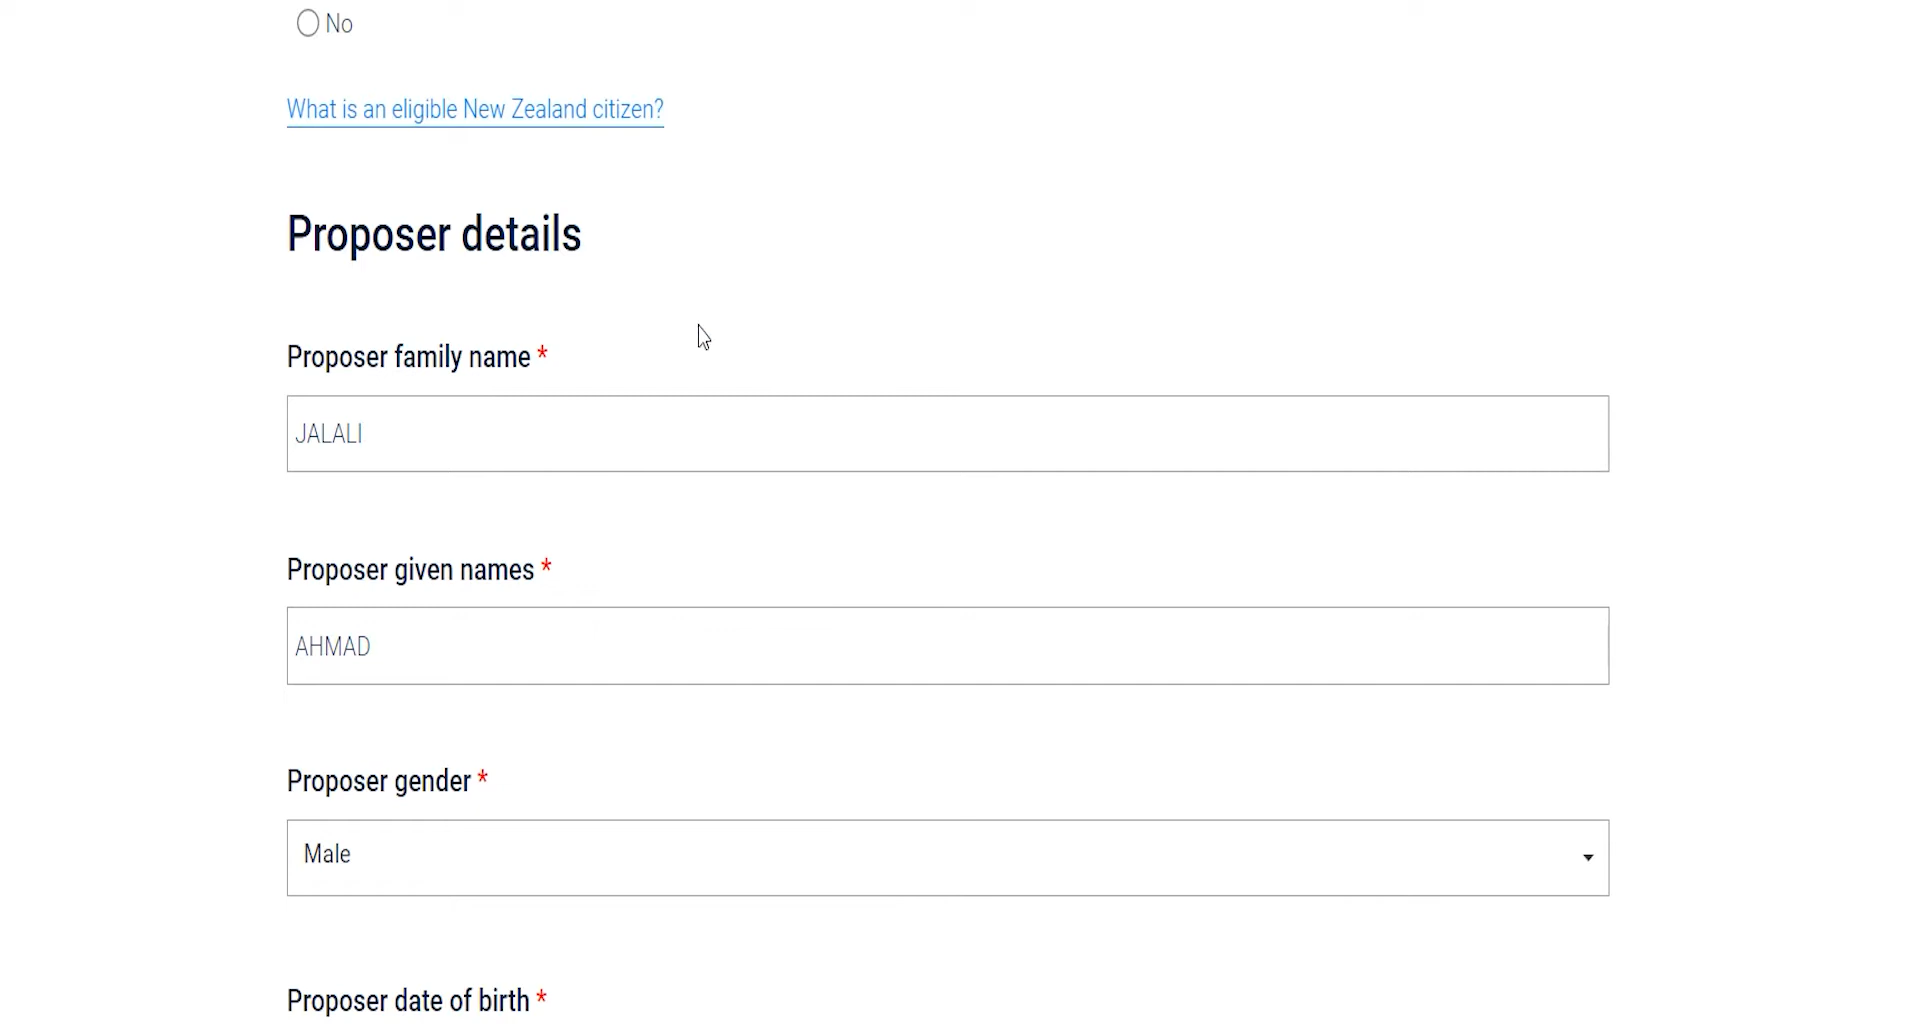 No
What is an eligible New Zealand citizen?
Proposer details
Proposer family name *
JALALI
Proposer given names *
AHMAD
Proposer gender *
Male
Proposer date of birth *